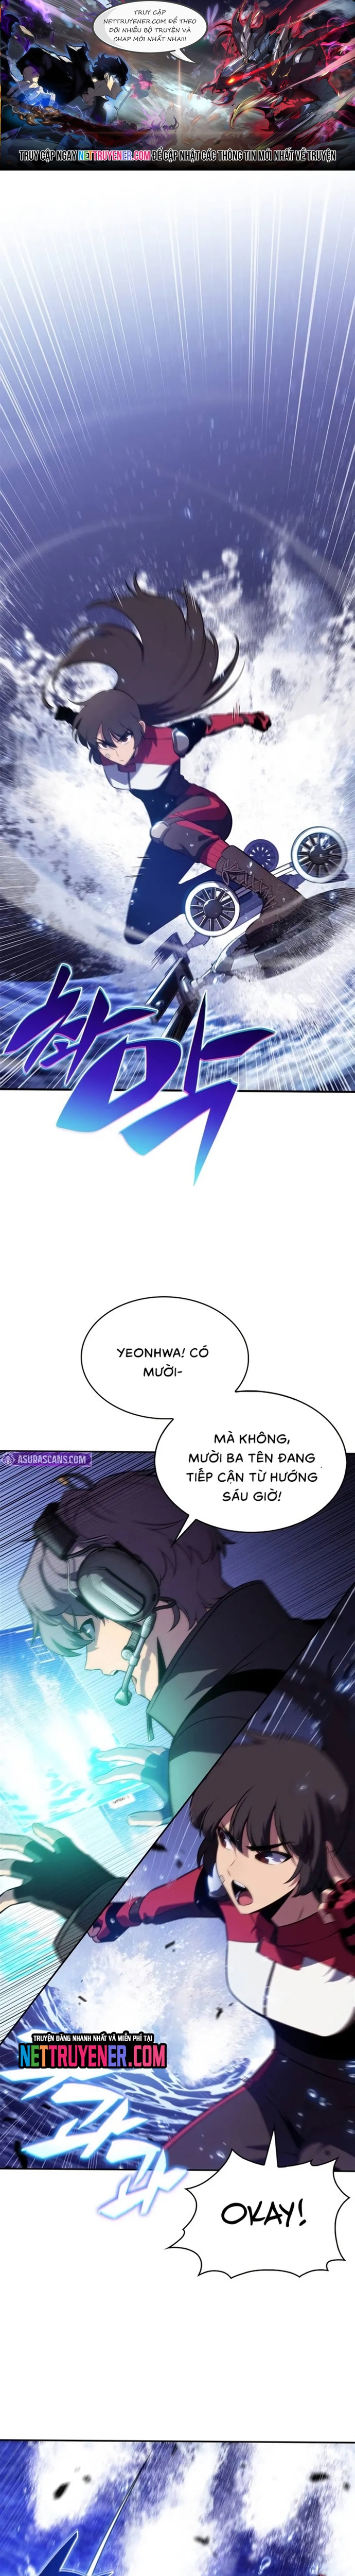 TRUY CẬP
NETTRUYENER.COM ĐỂ THEO
DÕI NHIỀU BỘ TRUYỆN VÀ
CHAP MỚI NHẤT NHA!!!
TRUY CẬP NGAY NETTRUYENER.COM ĐỂ CẬP NHẬT CÁC THÔNG TIN MỚI NHẤT VỀ TRUYỆN
촤악
YEONHWA! CÓ
MƯỜI-
MÀ KHÔNG,
MƯỜI BA TÊN ĐANG
TIẾP CẬN TỪ HƯỚNG
SÁU GIỜ!
ASURASCANS.COM
TRUYỆN BẰNG NHANH NHẤT VÀ MIỄN PHÍ TẠI
NETTRUYENER.COM
OKAY!